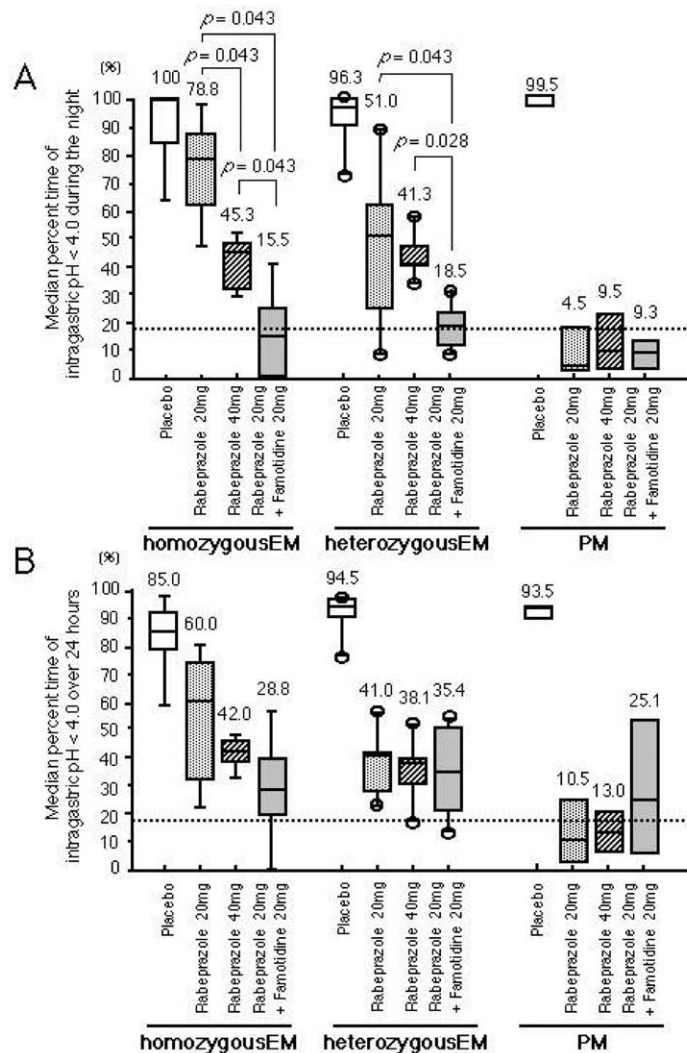 A
p = 0.043
p = 0.043
p = 0.043
p = 0.043
p = 0.028
(%)
100
78.8
45.3
15.5
96.3
51.0
41.3
18.5
99.5
4.5
9.5
9.3
Median percent time of
intragastric pH < 4.0 during the night
100
90
80
70
60
50
40
30
20
10
0
Placebo
Rabeprazole 20mg
Rabeprazole 40mg
Rabeprazole 20mg
+ Famotidine 20mg
Placebo
Rabeprazole 20mg
Rabeprazole 40mg
Rabeprazole 20mg
+ Famotidine 20mg
Placebo
Rabeprazole 20mg
Rabeprazole 40mg
Rabeprazole 20mg
+ Famotidine 20mg
homozygousEM
heterozygousEM
PM
B
(%)
85.0
60.0
42.0
28.8
94.5
41.0
38.1
35.4
93.5
10.5
13.0
25.1
Median percent time of
intragastric pH < 4.0 over 24 hours
100
90
80
70
60
50
40
30
20
10
0
Placebo
Rabeprazole 20mg
Rabeprazole 40mg
Rabeprazole 20mg
+ Famotidine 20mg
Placebo
Rabeprazole 20mg
Rabeprazole 40mg
Rabeprazole 20mg
+ Famotidine 20mg
Placebo
Rabeprazole 20mg
Rabeprazole 40mg
Rabeprazole 20mg
+ Famotidine 20mg
homozygousEM
heterozygousEM
PM